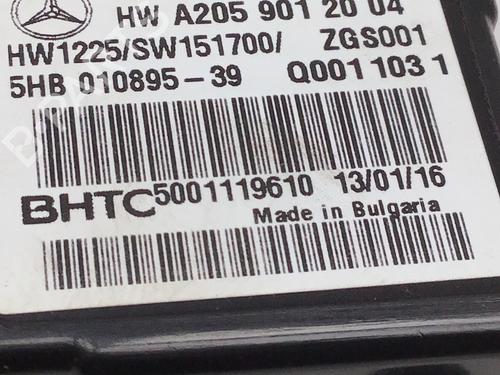 HW A205 901 20 04
HW1225/SW151700/ ZGS001
5HB 010895-39 Q001 103 1
BHTC 5001119610 13/01/16
Made in Bulgaria